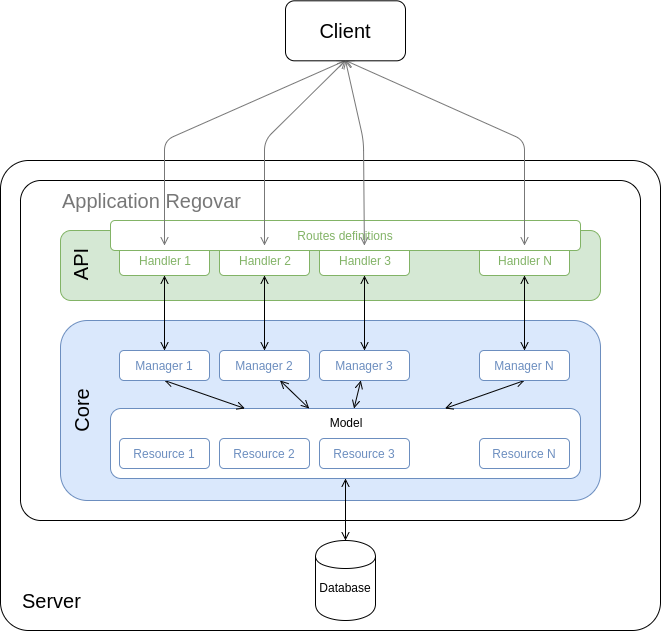 Client
Application Regovar
Routes definitions
API
Handler 1
Handler 2
Handler 3
Handler N
Manager 1
Manager 2
Manager 3
Manager N
Core
Model
Resource 1
Resource 2
Resource 3
Resource N
Database
Server